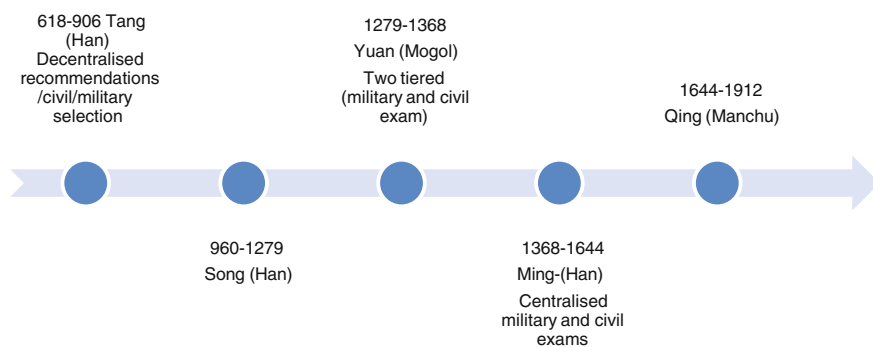 618-906 Tang
(Han)
Decentralised
recommendations
/civil/military
selection
960-1279
Song (Han)
1279-1368
Yuan (Mogol)
Two tiered
(military and civil
exam)
1368-1644
Ming-(Han)
Centralised
military and civil
exams
1644-1912
Qing (Manchu)